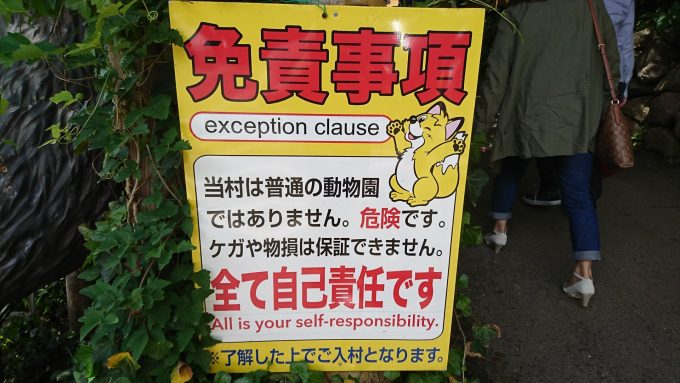 免責事項
exception clause
当村は普通の動物園
ではありません。危険です。
ケガや物損は保証できません。
全て自己責任です
All is your self-responsibility.
※了解した上でご入村となります。